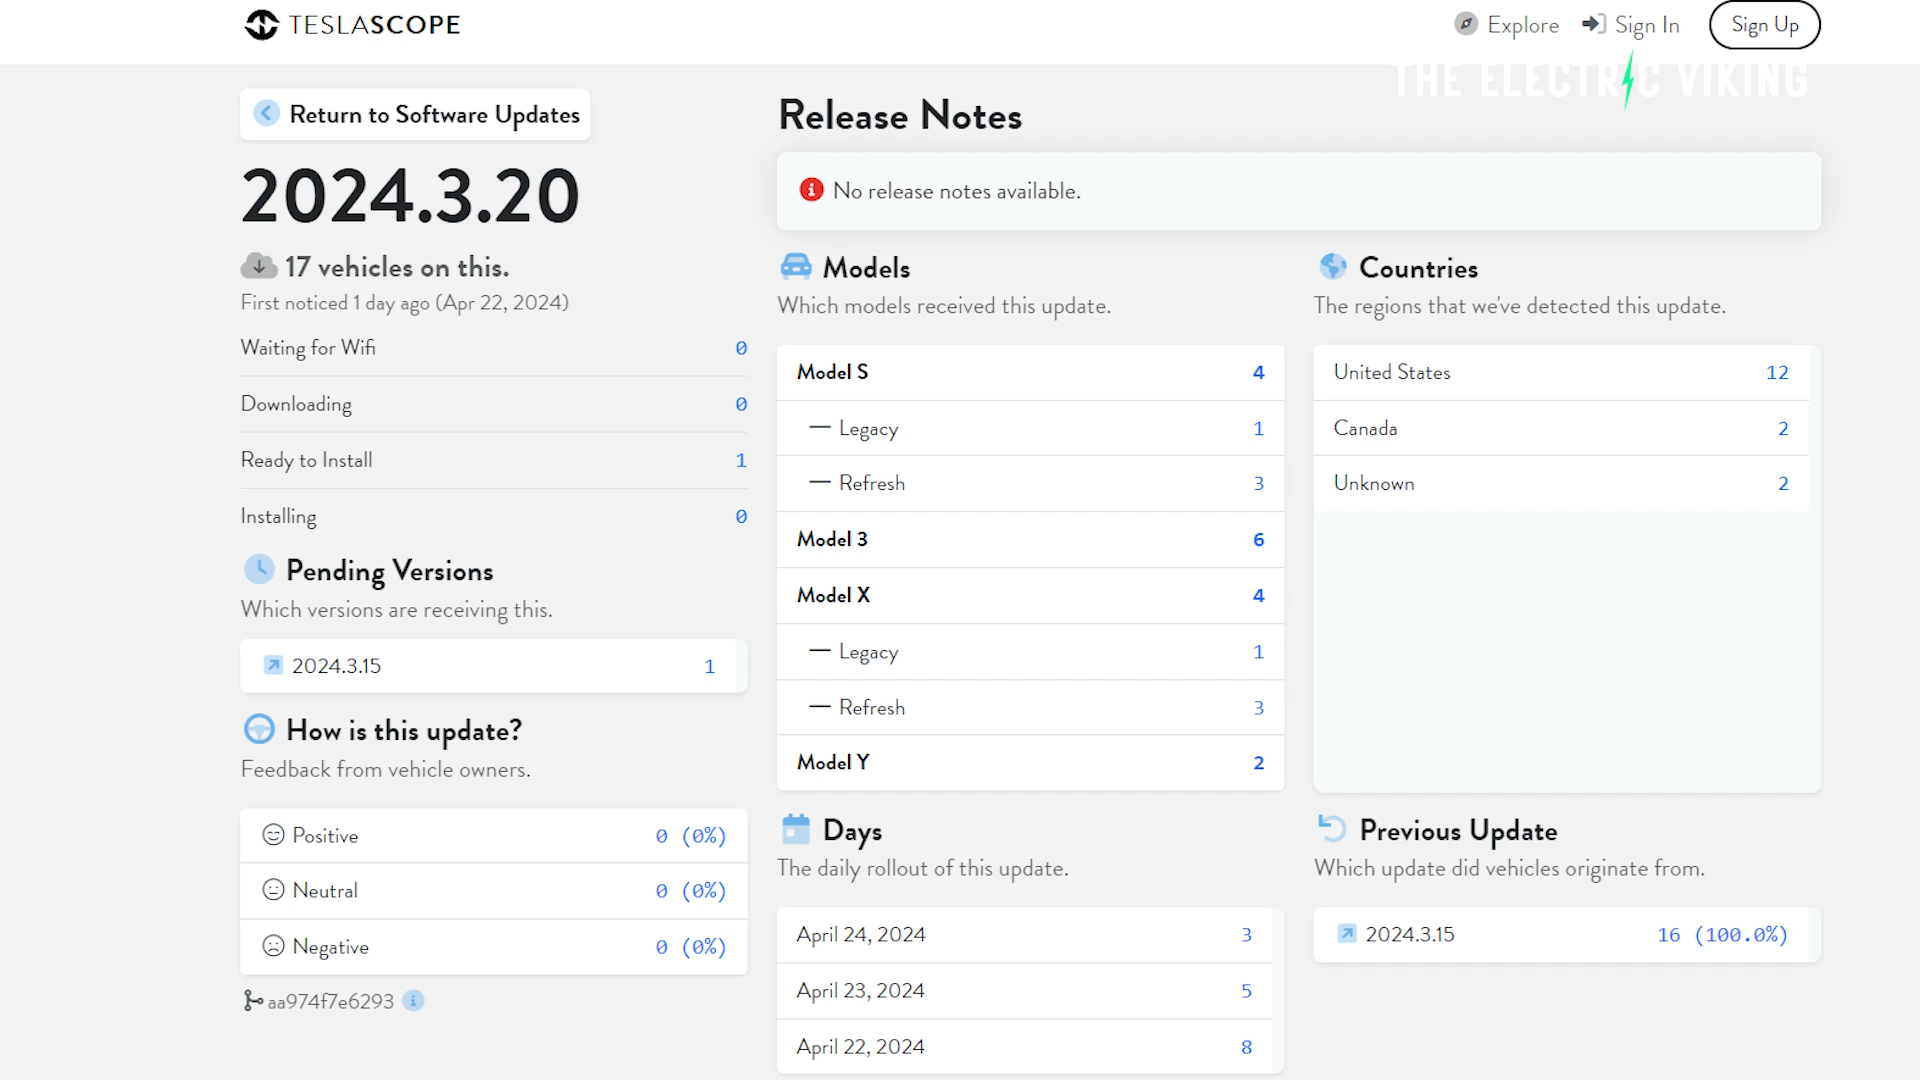 TESLASCOPE
Explore
Sign In
Sign Up
THE ELECTRIC VIKING
Return to Software Updates
2024.3.20
17 vehicles on this.
First noticed 1 day ago (Apr 22, 2024)
Waiting for Wifi 0
Downloading 0
Ready to Install 1
Installing 0
Pending Versions
Which versions are receiving this.
2024.3.15 1
How is this update?
Feedback from vehicle owners.
Positive 0 (0%)
Neutral 0 (0%)
Negative 0 (0%)
aa974f7e6293
Release Notes
No release notes available.
Models
Which models received this update.
Model S 4
— Legacy 1
— Refresh 3
Model 3 6
Model X 4
— Legacy 1
— Refresh 3
Model Y 2
Days
The daily rollout of this update.
April 24, 2024 3
April 23, 2024 5
April 22, 2024 8
Countries
The regions that we've detected this update.
United States 12
Canada 2
Unknown 2
Previous Update
Which update did vehicles originate from.
2024.3.15 16 (100.0%)